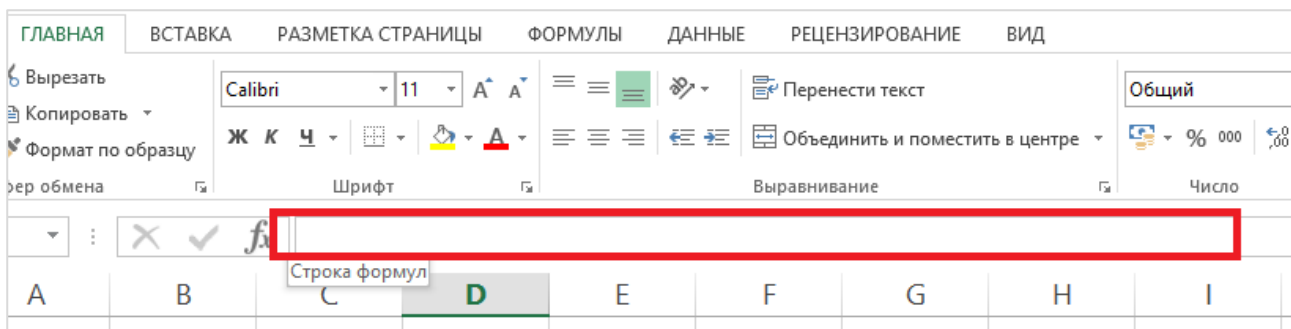 ГЛАВНАЯ ВСТАВКА РАЗМЕТКА СТРАНИЦЫ ФОРМУЛЫ ДАННЫЕ РЕЦЕНЗИРОВАНИЕ ВИД
Вырезать
Calibri 11 A A Перенести текст Общий
Копировать
Ж К Ч А Объединить и поместить в центре % 000 ,00
Формат по образцу
ер обмена Шрифт Выравнивание Число
fx
Строка формул
A B C D E F G H I